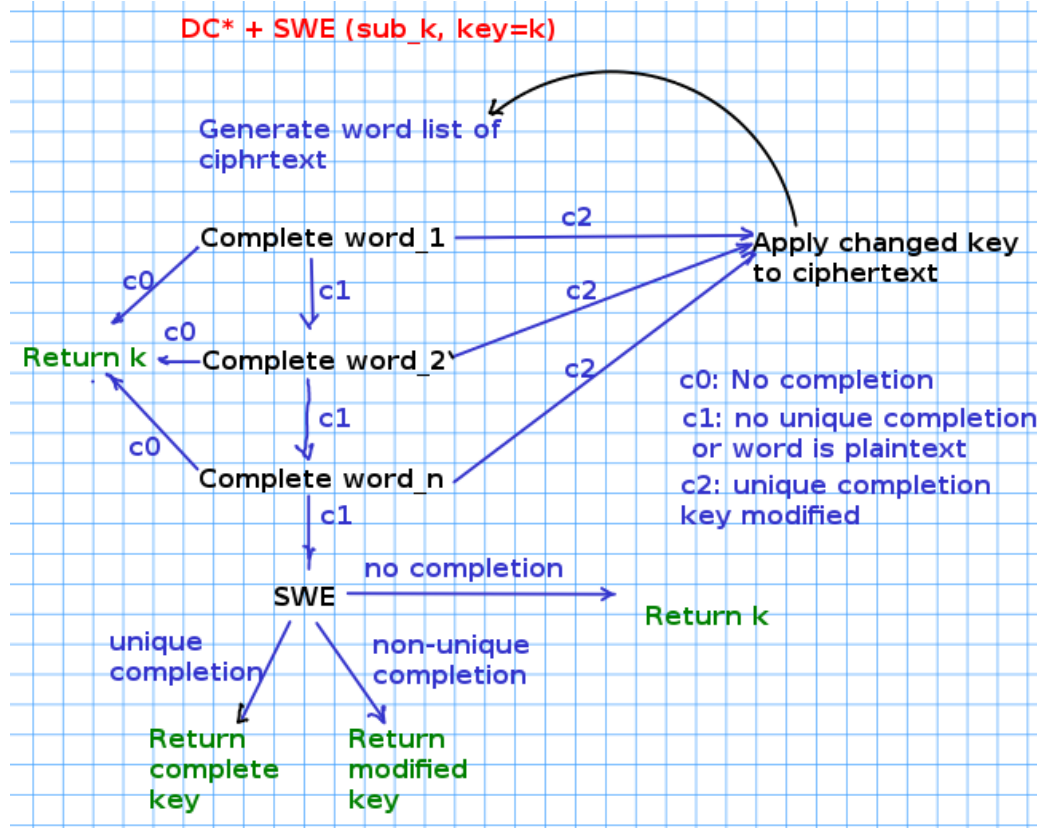 DC* + SWE (sub_k, key=k)
Generate word list of
ciphrtext
c2
Complete word_1
Apply changed key
to ciphertext
c0
c1
c2
c0
Return k
Complete word_2
c2
c0: No completion
c1
c1: no unique completion
or word is plaintext
c0
Complete word_n
c2: unique completion
key modified
c1
no completion
SWE
Return k
unique
completion
non-unique
completion
Return
complete
key
Return
modified
key